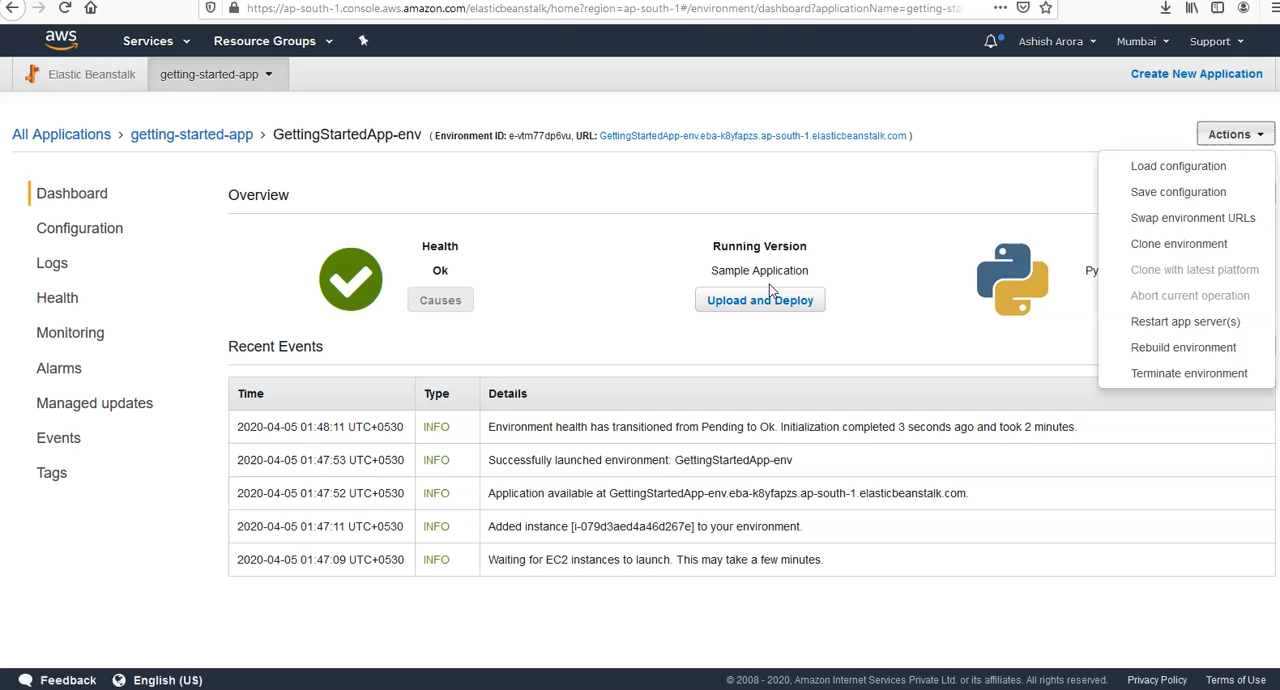 https://ap-south-1.console.aws.amazon.com/elasticbeanstalk/home?region=ap-south-1#/environment/dashboard?applicationName=getting-sta
aws Services Resource Groups Ashish Arora Mumbai Support
Elastic Beanstalk getting-started-app Create New Application
All Applications > getting-started-app > GettingStartedApp-env ( Environment ID: e-vtm77dp6vu, URL: GettingStartedApp-env.eba-k8yfapzs.ap-south-1.elasticbeanstalk.com )
Actions
Load configuration
Save configuration
Swap environment URLs
Clone environment
Clone with latest platform
Abort current operation
Restart app server(s)
Rebuild environment
Terminate environment
Dashboard
Configuration
Logs
Health
Monitoring
Alarms
Managed updates
Events
Tags
Overview
Health
Ok
Causes
Running Version
Sample Application
Upload and Deploy
Py
Recent Events
Time Type Details
2020-04-05 01:48:11 UTC+0530 INFO Environment health has transitioned from Pending to Ok. Initialization completed 3 seconds ago and took 2 minutes.
2020-04-05 01:47:53 UTC+0530 INFO Successfully launched environment: GettingStartedApp-env
2020-04-05 01:47:52 UTC+0530 INFO Application available at GettingStartedApp-env.eba-k8yfapzs.ap-south-1.elasticbeanstalk.com.
2020-04-05 01:47:11 UTC+0530 INFO Added instance [i-079d3aed4a46d267e] to your environment.
2020-04-05 01:47:09 UTC+0530 INFO Waiting for EC2 instances to launch. This may take a few minutes.
Feedback English (US) © 2008 - 2020, Amazon Internet Services Private Ltd. or its affiliates. All rights reserved. Privacy Policy Terms of Use